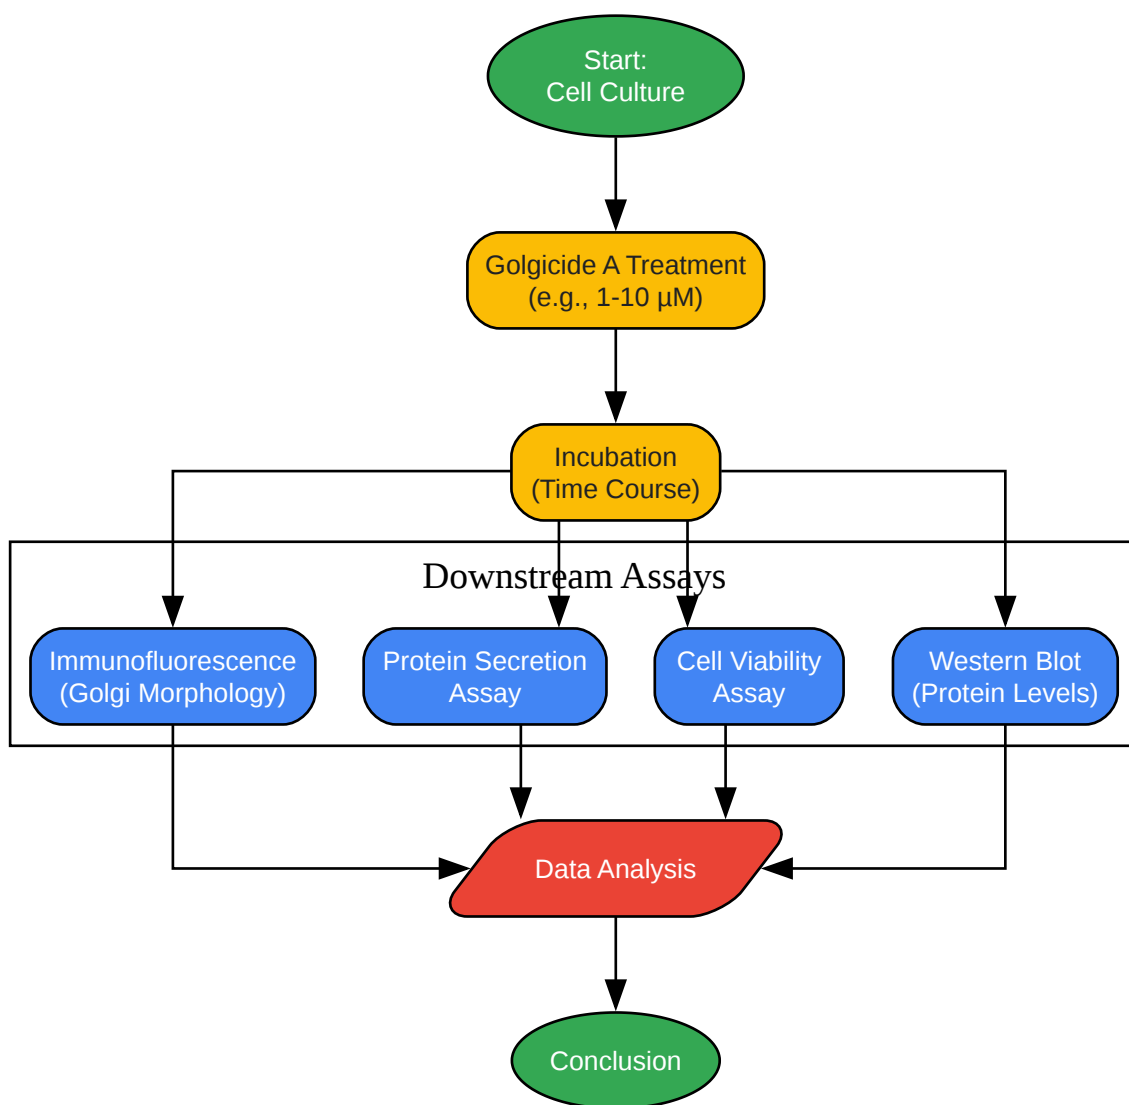 Start:
Cell Culture
Golgicide A Treatment
(e.g., 1-10 µM)
Incubation
(Time Course)
Downstream Assays
Immunofluorescence
(Golgi Morphology)
Protein Secretion
Assay
Cell Viability
Assay
Western Blot
(Protein Levels)
Data Analysis
Conclusion